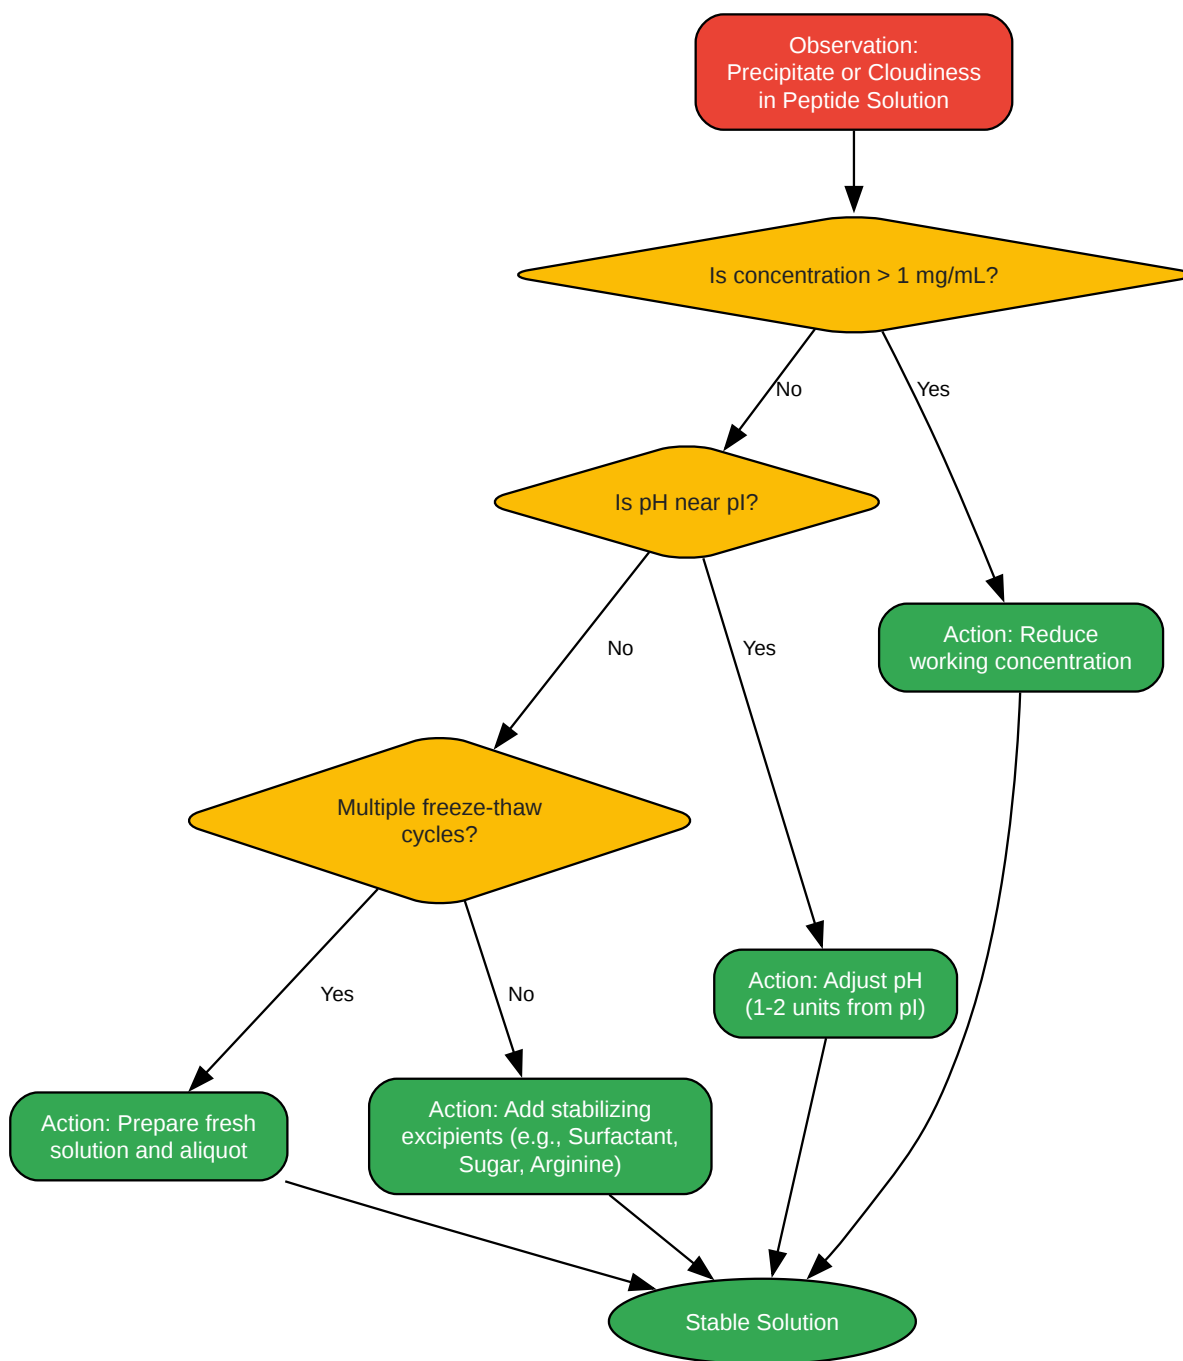 Observation:
Precipitate or Cloudiness
in Peptide Solution
Is concentration > 1 mg/mL?
No
Yes
Is pH near pI?
No
Yes
Action: Reduce
working concentration
Multiple freeze-thaw
cycles?
Yes
No
Action: Adjust pH
(1-2 units from pI)
Action: Prepare fresh
solution and aliquot
Action: Add stabilizing
excipients (e.g., Surfactant,
Sugar, Arginine)
Stable Solution